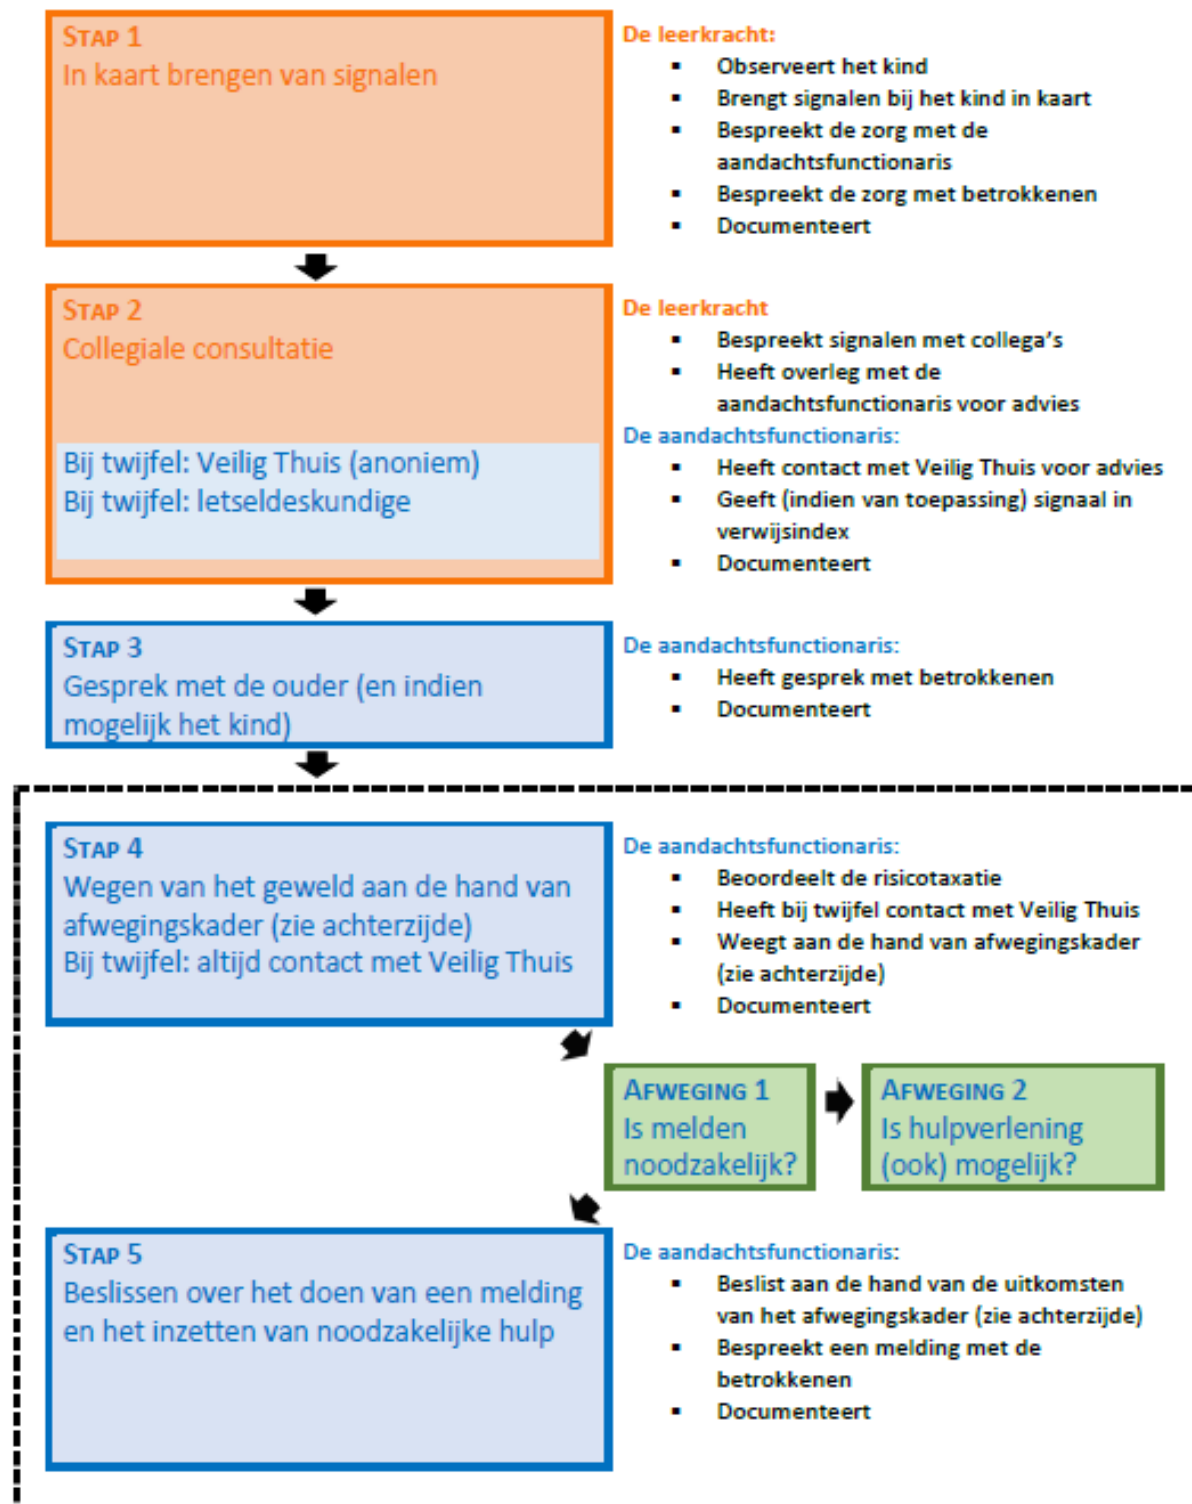 STAP 1
In kaart brengen van signalen
De leerkracht:
▪ Observeert het kind
▪ Brengt signalen bij het kind in kaart
▪ Bespreekt de zorg met de
aandachtsfunctionaris
▪ Bespreekt de zorg met betrokkenen
▪ Documenteert
STAP 2
Collegiale consultatie
Bij twijfel: Veilig Thuis (anoniem)
Bij twijfel: letseldeskundige
De leerkracht
▪ Bespreekt signalen met collega's
▪ Heeft overleg met de
aandachtsfunctionaris voor advies
De aandachtsfunctionaris:
▪ Heeft contact met Veilig Thuis voor advies
▪ Geeft (indien van toepassing) signaal in
verwijsindex
▪ Documenteert
STAP 3
Gesprek met de ouder (en indien
mogelijk het kind)
De aandachtsfunctionaris:
▪ Heeft gesprek met betrokkenen
▪ Documenteert
STAP 4
Wegen van het geweld aan de hand van
afwegingskader (zie achterzijde)
Bij twijfel: altijd contact met Veilig Thuis
De aandachtsfunctionaris:
▪ Beoordeelt de risicotaxatie
▪ Heeft bij twijfel contact met Veilig Thuis
▪ Weegt aan de hand van afwegingskader
(zie achterzijde)
▪ Documenteert
AFWEGING 1
Is melden
noodzakelijk?
AFWEGING 2
Is hulpverlening
(ook) mogelijk?
STAP 5
Beslissen over het doen van een melding
en het inzetten van noodzakelijke hulp
De aandachtsfunctionaris:
▪ Beslist aan de hand van de uitkomsten
van het afwegingskader (zie achterzijde)
▪ Bespreekt een melding met de
betrokkenen
▪ Documenteert